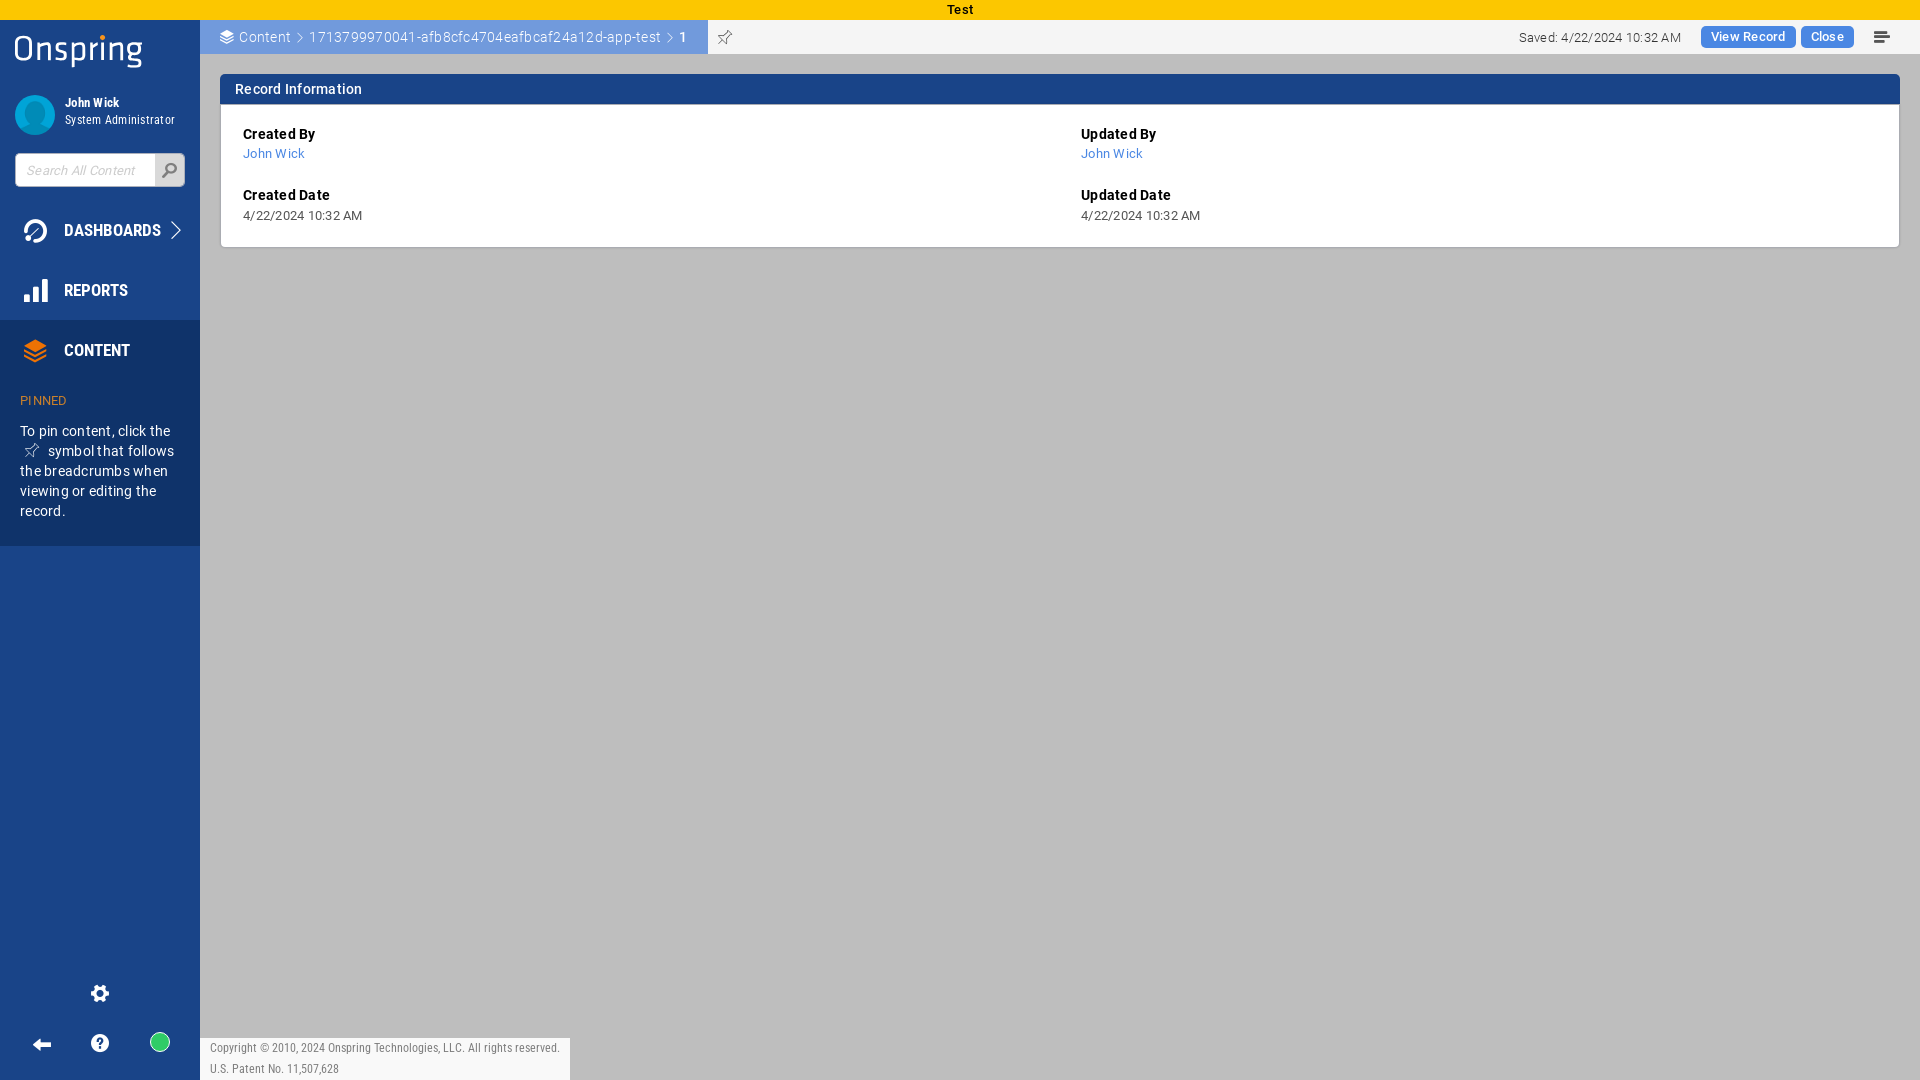 Test
Onspring
John Wick
System Administrator
Search All Content
DASHBOARDS
REPORTS
CONTENT
PINNED
To pin content, click the
symbol that follows
the breadcrumbs when
viewing or editing the
record.
Content 1713799970041-afb8cfc4704eafbcaf24a12d-app-test 1
Saved: 4/22/2024 10:32 AM View Record Close
Record Information
Created By
John Wick
Updated By
John Wick
Created Date
4/22/2024 10:32 AM
Updated Date
4/22/2024 10:32 AM
Copyright © 2010, 2024 Onspring Technologies, LLC. All rights reserved.
U.S. Patent No. 11,507,628